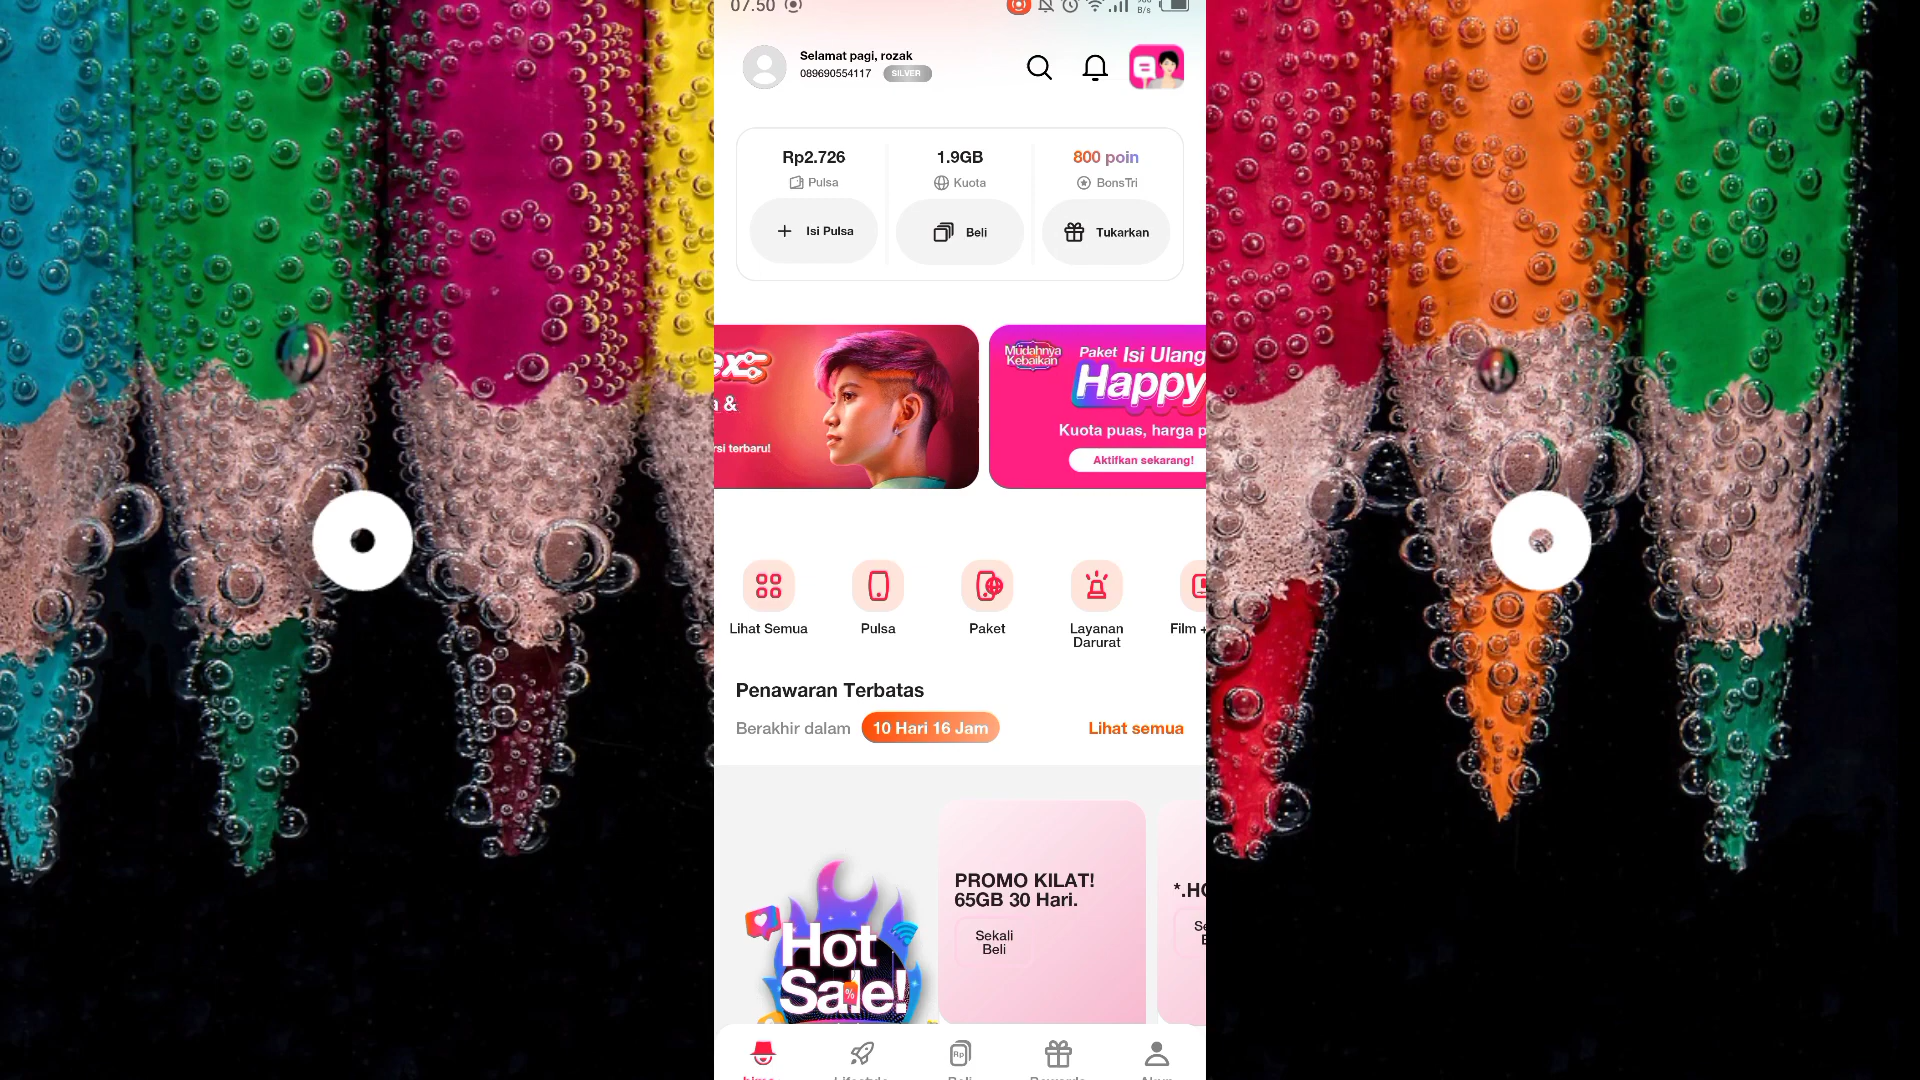 07.50
B/s
Selamat pagi, rozak
089690554117 SILVER
Rp2.726
Pulsa
Isi Pulsa
1.9GB
Kuota
Beli
800 poin
BonsTri
Tukarkan
&
rsi terbaru!
Mudahnya
Kebaikan
Paket Isi Ulang
Happy
Kuota puas, harga p
Aktifkan sekarang!
Lihat Semua
Pulsa
Paket
Layanan
Darurat
Film +
Penawaran Terbatas
Berakhir dalam 10 Hari 16 Jam Lihat semua
Hot
Sale!
PROMO KILAT!
65GB 30 Hari.
Sekali
Beli
*.HO
Se
Rp